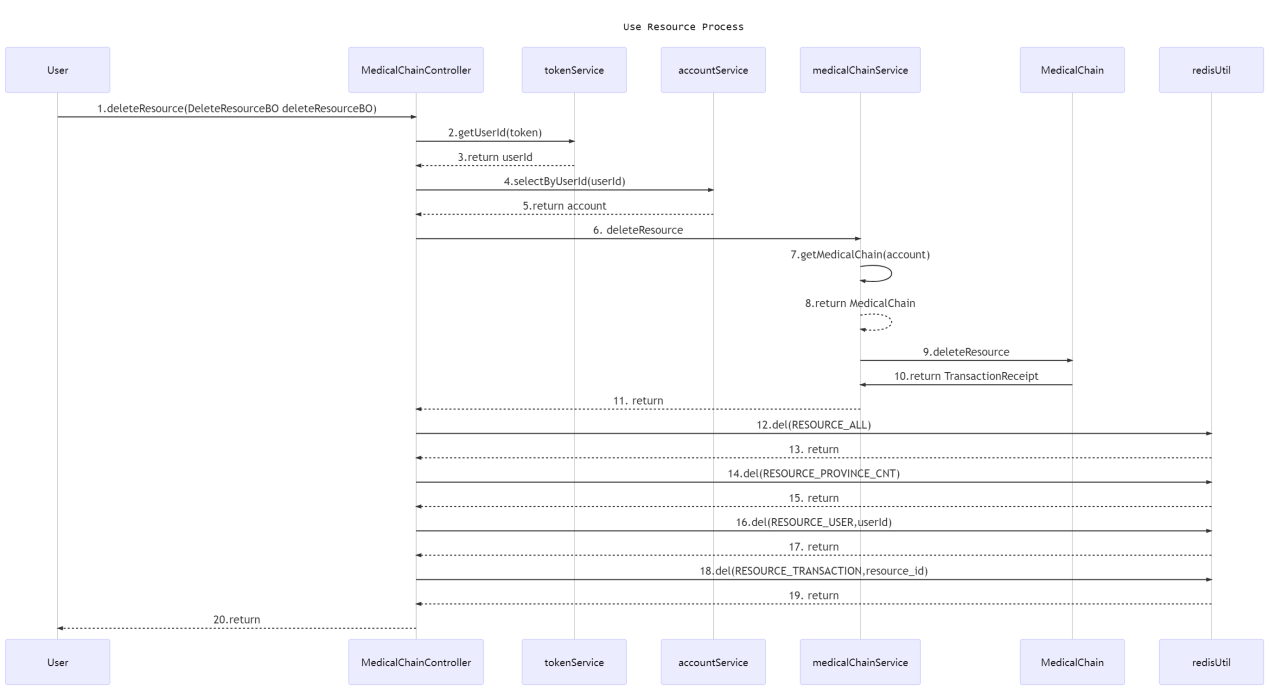 Use Resource Process
User
MedicalChainController
tokenService
accountService
medicalChainService
MedicalChain
redisUtil
1.deleteResource(DeleteResourceBO deleteResourceBO)
2.getUserId(token)
3.return userId
4.selectByUserId(userId)
5.return account
6. deleteResource
7.getMedicalChain(account)
8.return MedicalChain
9.deleteResource
10.return TransactionReceipt
11. return
12.del(RESOURCE_ALL)
13. return
14.del(RESOURCE_PROVINCE_CNT)
15. return
16.del(RESOURCE_USER,userId)
17. return
18.del(RESOURCE_TRANSACTION,resource_id)
19. return
20.return
User
MedicalChainController
tokenService
accountService
medicalChainService
MedicalChain
redisUtil